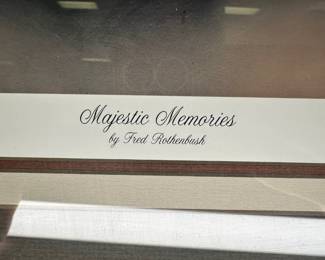 Majestic Memories
by Fred Rothenbush